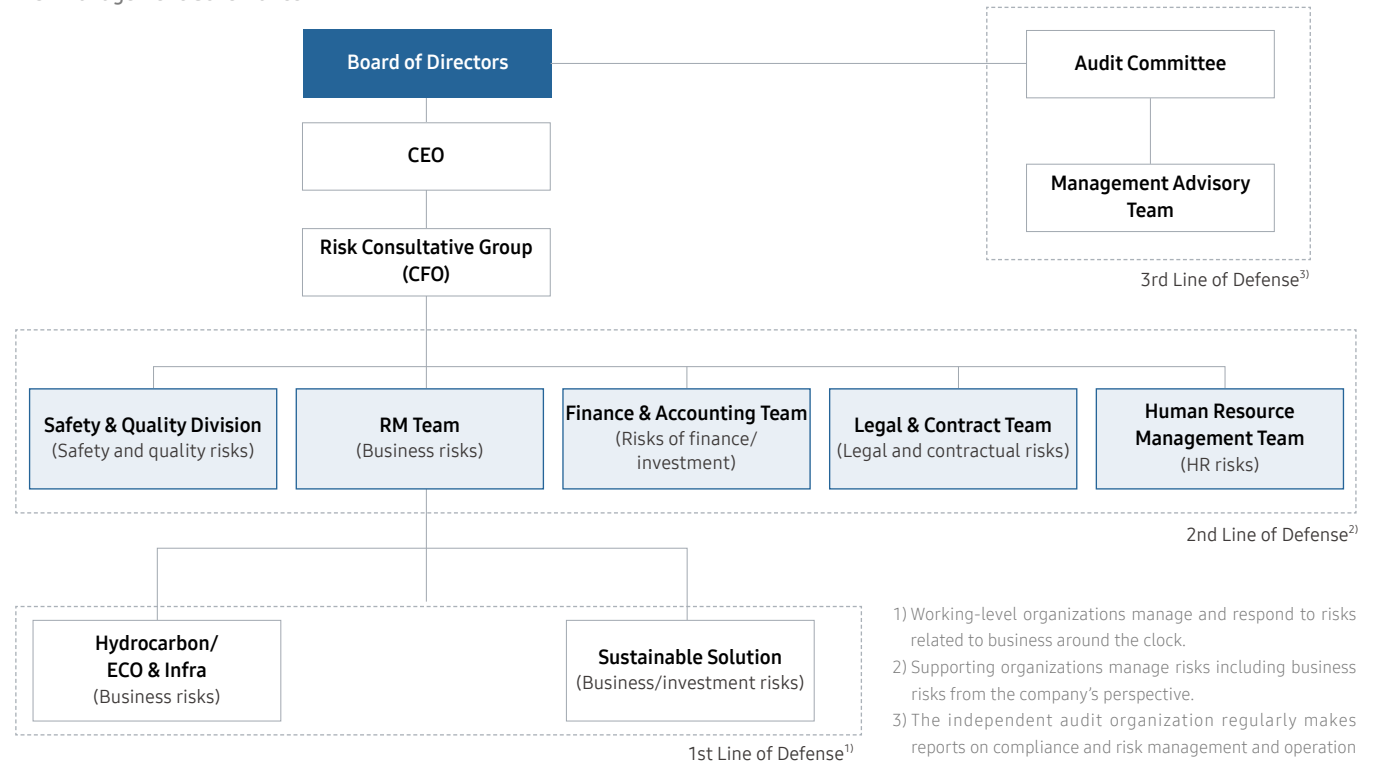 Board of Directors
Audit Committee
CEO
Management Advisory
Team
Risk Consultative Group
(CFO)
3rd Line of Defense3)
Safety & Quality Division
(Safety and quality risks)
RM Team
(Business risks)
Finance & Accounting Team
(Risks of finance/
investment)
Legal & Contract Team
(Legal and contractual risks)
Human Resource
Management Team
(HR risks)
2nd Line of Defense2)
Hydrocarbon/
ECO & Infra
(Business risks)
Sustainable Solution
(Business/investment risks)
1st Line of Defense1)
1) Working-level organizations manage and respond to risks
related to business around the clock.
2) Supporting organizations manage risks including business
risks from the company’s perspective.
3) The independent audit organization regularly makes
reports on compliance and risk management and operation